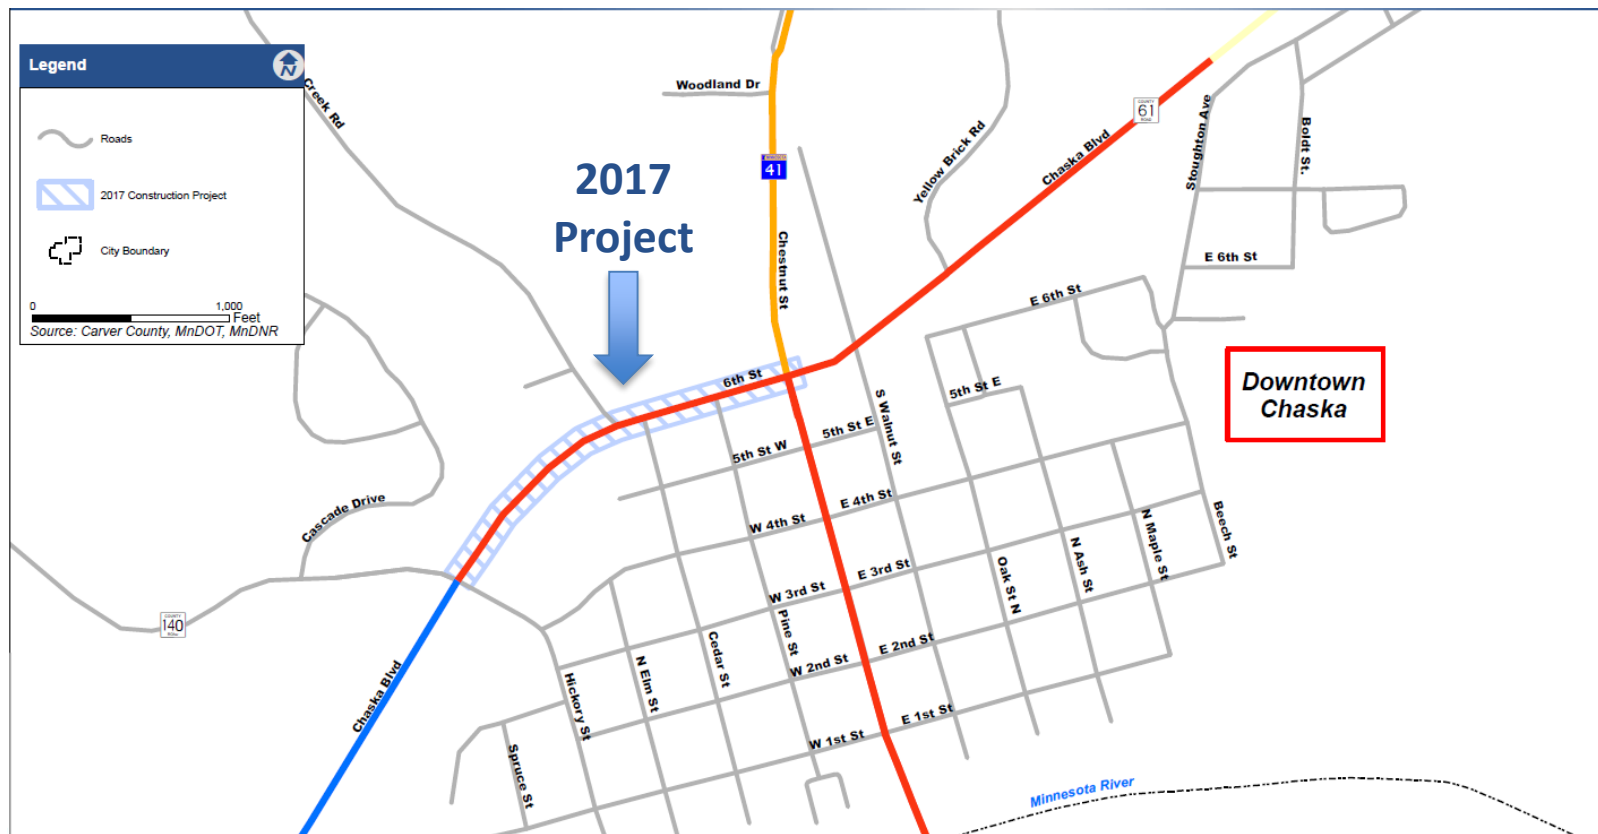 Legend
N
Roads
2017 Construction Project
City Boundary
0
1,000
Feet
Source: Carver County, MnDOT, MnDNR
Creek Rd
Woodland Dr
41
2017
Project
Chestnut St
Yellow Brick Rd
Chaska Blvd
COUNTY
61
ROAD
Stoughton Ave
Boldt St.
E 6th St
E 6th St
Downtown
Chaska
6th St
S Walnut St
5th St E
5th St E
5th St W
E 4th St
W 4th St
Cascade Drive
E 3rd St
W 3rd St
Oak St N
N Ash St
N Maple St
Beech St
COUNTY
140
ROAD
Pine St
Cedar St
N Elm St
Hickory St
E 2nd St
W 2nd St
Chaska Blvd
E 1st St
W 1st St
Spruce St
Minnesota River